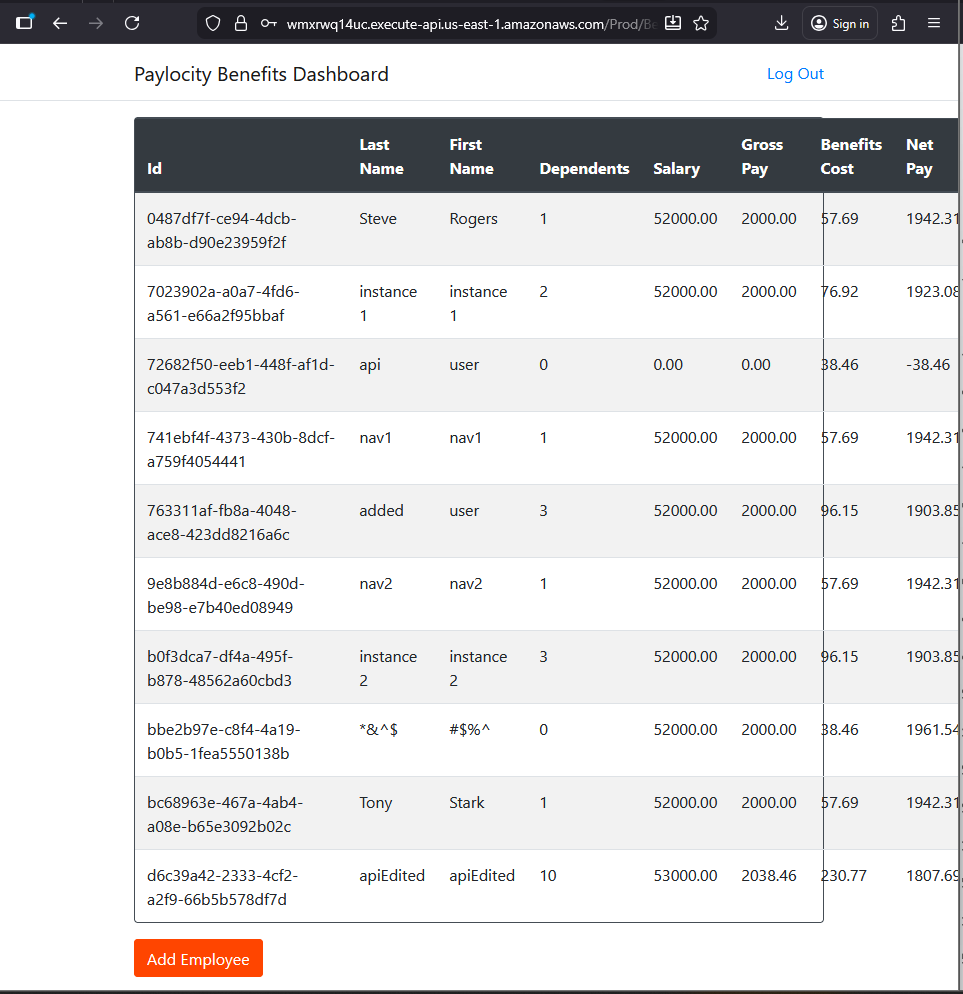 wmxrwq14uc.execute-api.us-east-1.amazonaws.com/Prod/Be
Sign in
Paylocity Benefits Dashboard
Log Out
Id Last Name First Name Dependents Salary Gross Pay Benefits Cost Net Pay
0487df7f-ce94-4dcb- Steve Rogers 1 52000.00 2000.00 57.69 1942.31
ab8b-d90e23959f2f
7023902a-a0a7-4fd6- instance instance 2 52000.00 2000.00 76.92 1923.08
a561-e66a2f95bbaf 1 1
72682f50-eeb1-448f-af1d- api user 0 0.00 0.00 38.46 -38.46
c047a3d553f2
741ebf4f-4373-430b-8dcf- nav1 nav1 1 52000.00 2000.00 57.69 1942.31
a759f4054441
763311af-fb8a-4048- added user 3 52000.00 2000.00 96.15 1903.85
ace8-423dd8216a6c
9e8b884d-e6c8-490d- nav2 nav2 1 52000.00 2000.00 57.69 1942.31
be98-e7b40ed08949
b0f3dca7-df4a-495f- instance instance 3 52000.00 2000.00 96.15 1903.85
b878-48562a60cbd3 2 2
bbe2b97e-c8f4-4a19- *&^$ #$%^ 0 52000.00 2000.00 38.46 1961.54
b0b5-1fea5550138b
bc68963e-467a-4ab4- Tony Stark 1 52000.00 2000.00 57.69 1942.31
a08e-b65e3092b02c
d6c39a42-2333-4cf2- apiEdited apiEdited 10 53000.00 2038.46 230.77 1807.69
a2f9-66b5b578df7d
Add Employee